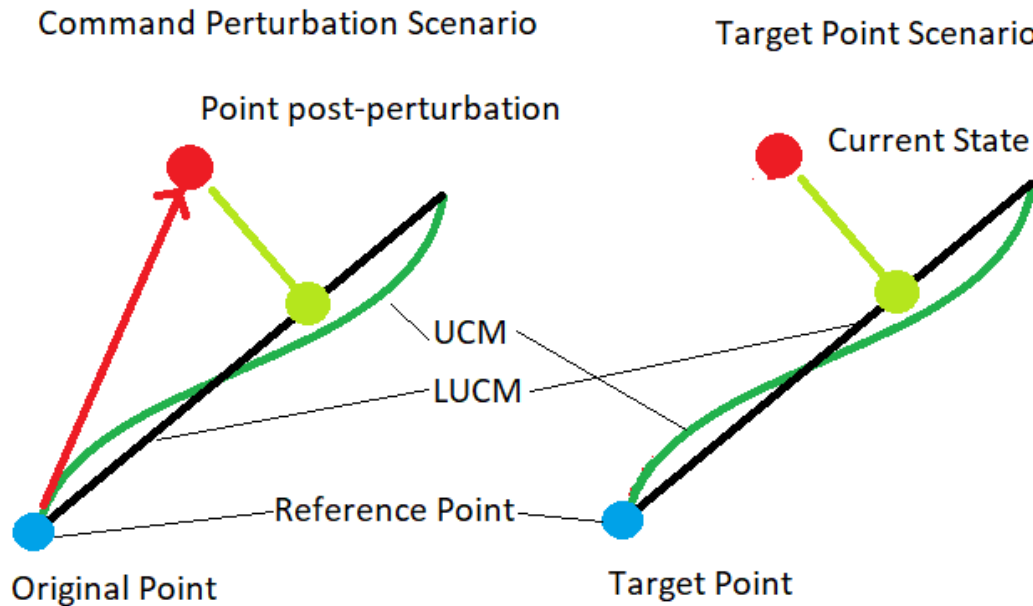 Command Perturbation Scenario
Target Point Scenario
Point post-perturbation
Current State
UCM
LUCM
Reference Point
Original Point
Target Point